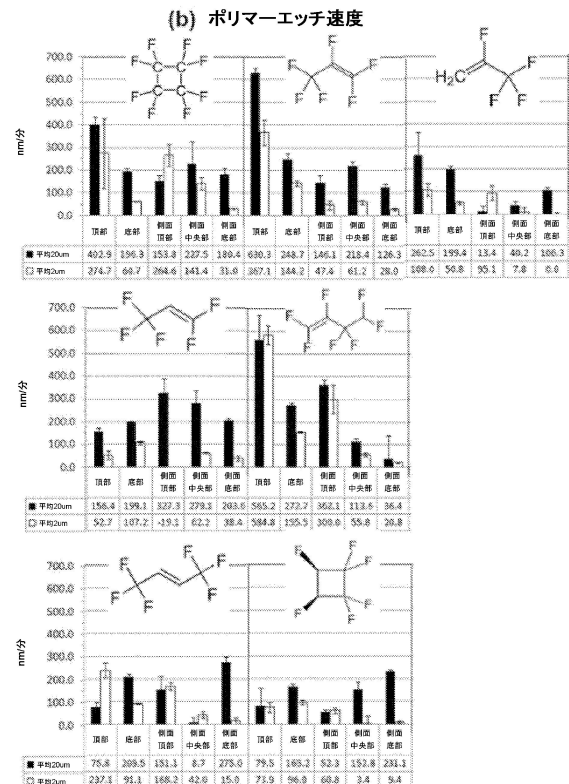 (b) ポリマーエッチ速度
700.0
600.0
500.0
400.0
300.0
200.0
100.0
0.0
nm/分
F F F F C C C C F F F F
F F F F F F
F H₂C F F F
頂部 底部 側面頂部 側面中央部 側面底部 頂部 底部 側面頂部 側面中央部 側面底部 頂部 底部 側面頂部 側面中央部 側面底部
平均20um 402.9 196.3 153.8 227.5 180.4 630.3 248.7 146.1 218.4 126.3 262.5 199.4 13.4 40.2 106.3
平均2um 274.7 60.7 264.6 141.4 31.0 367.1 144.2 47.4 61.2 28.0 108.0 50.8 95.1 7.8 0.0
700.0
600.0
500.0
400.0
300.0
200.0
100.0
0.0
nm/分
F F F F F
F F F F F F F
頂部 底部 側面頂部 側面中央部 側面底部 頂部 底部 側面頂部 側面中央部 側面底部
平均20um 156.4 199.1 327.3 279.1 203.6 565.2 272.7 362.1 113.6 36.4
平均2um 52.7 107.2 -19.1 62.2 38.4 584.8 155.5 300.0 55.8 20.8
700.0
600.0
500.0
400.0
300.0
200.0
100.0
0.0
nm/分
F F F F F F
F F F F F F
頂部 底部 側面頂部 側面中央部 側面底部 頂部 底部 側面頂部 側面中央部 側面底部
平均20um 75.8 209.5 151.1 8.7 275.0 79.5 165.2 52.3 152.8 231.1
平均2um 237.1 91.1 168.2 42.0 15.0 73.9 96.0 60.8 3.4 9.4